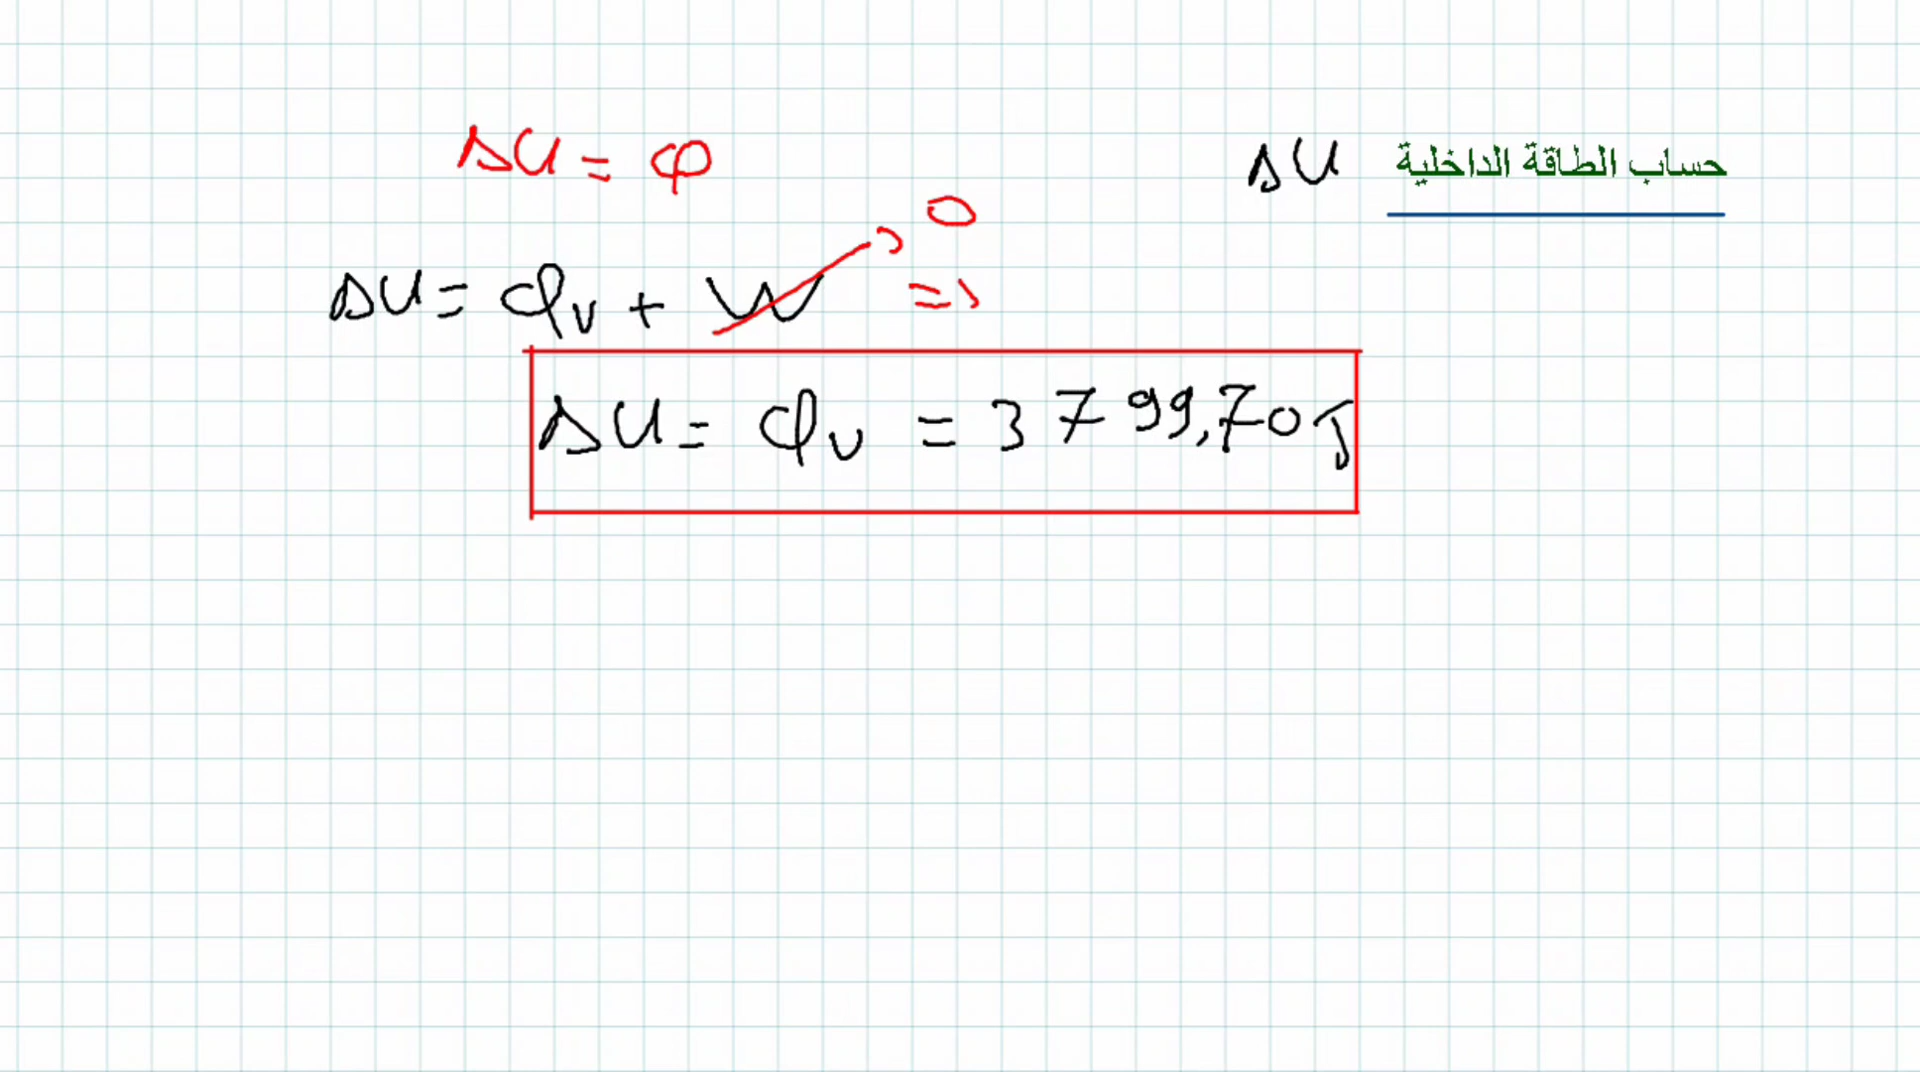 حساب الطاقة الداخلية ΔU
ΔU = Q
ΔU = Qv + W → 0 ⇒
ΔU = Qv = 3799,70 J